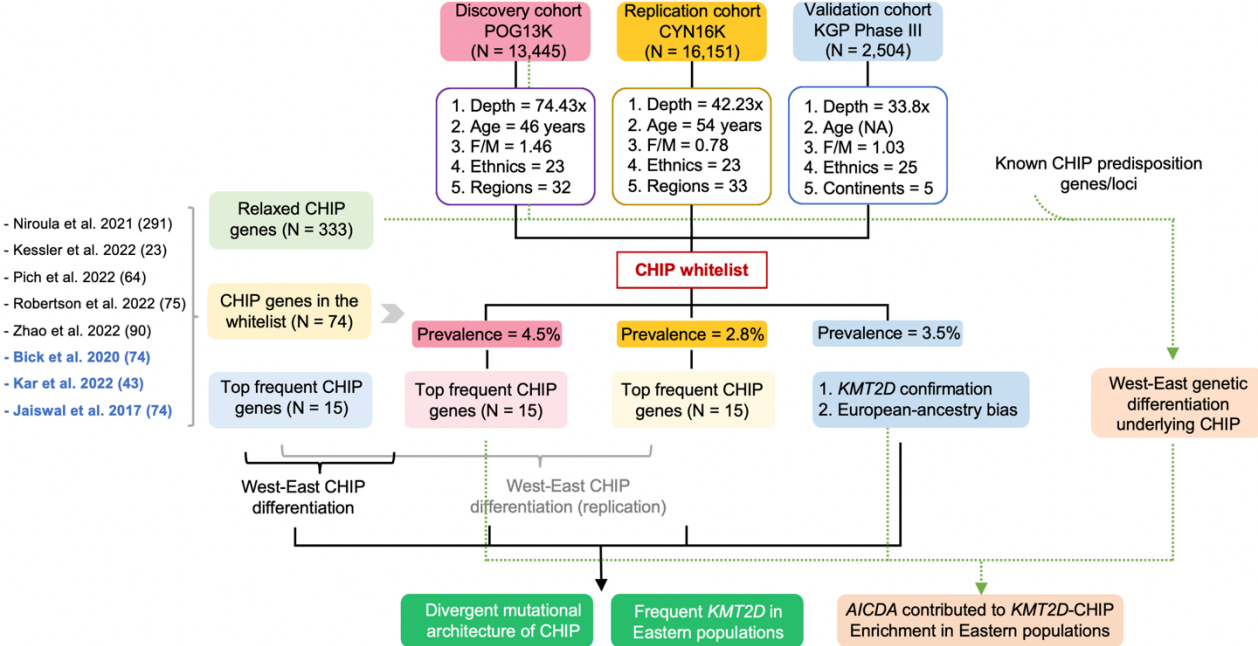 Discovery cohort
POG13K
(N = 13,445)
Replication cohort
CYN16K
(N = 16,151)
Validation cohort
KGP Phase III
(N = 2,504)
1. Depth = 74.43x
2. Age = 46 years
3. F/M = 1.46
4. Ethnics = 23
5. Regions = 32
1. Depth = 42.23x
2. Age = 54 years
3. F/M = 0.78
4. Ethnics = 23
5. Regions = 33
1. Depth = 33.8x
2. Age (NA)
3. F/M = 1.03
4. Ethnics = 25
5. Continents = 5
Known CHIP predisposition
genes/loci
- Niroula et al. 2021 (291)
- Kessler et al. 2022 (23)
- Pich et al. 2022 (64)
- Robertson et al. 2022 (75)
- Zhao et al. 2022 (90)
- Bick et al. 2020 (74)
- Kar et al. 2022 (43)
- Jaiswal et al. 2017 (74)
Relaxed CHIP
genes (N = 333)
CHIP whitelist
CHIP genes in the
whitelist (N = 74)
Prevalence = 4.5%
Prevalence = 2.8%
Prevalence = 3.5%
Top frequent CHIP
genes (N = 15)
Top frequent CHIP
genes (N = 15)
Top frequent CHIP
genes (N = 15)
1. KMT2D confirmation
2. European-ancestry bias
West-East genetic
differentiation
underlying CHIP
West-East CHIP
differentiation
West-East CHIP
differentiation (replication)
Divergent mutational
architecture of CHIP
Frequent KMT2D in
Eastern populations
AICDA contributed to KMT2D-CHIP
Enrichment in Eastern populations